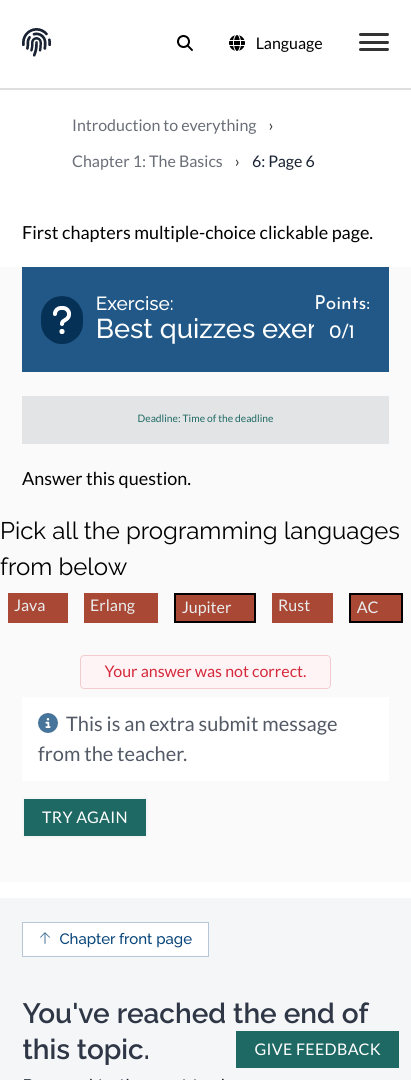 Language
Introduction to everything ›
Chapter 1: The Basics › 6: Page 6
First chapters multiple-choice clickable page.
?
Exercise:
Best quizzes exer
Points:
0/1
Deadline: Time of the deadline
Answer this question.
Pick all the programming languages
from below
Java Erlang Jupiter Rust AC
Your answer was not correct.
This is an extra submit message
from the teacher.
TRY AGAIN
↑ Chapter front page
You've reached the end of
this topic.
GIVE FEEDBACK